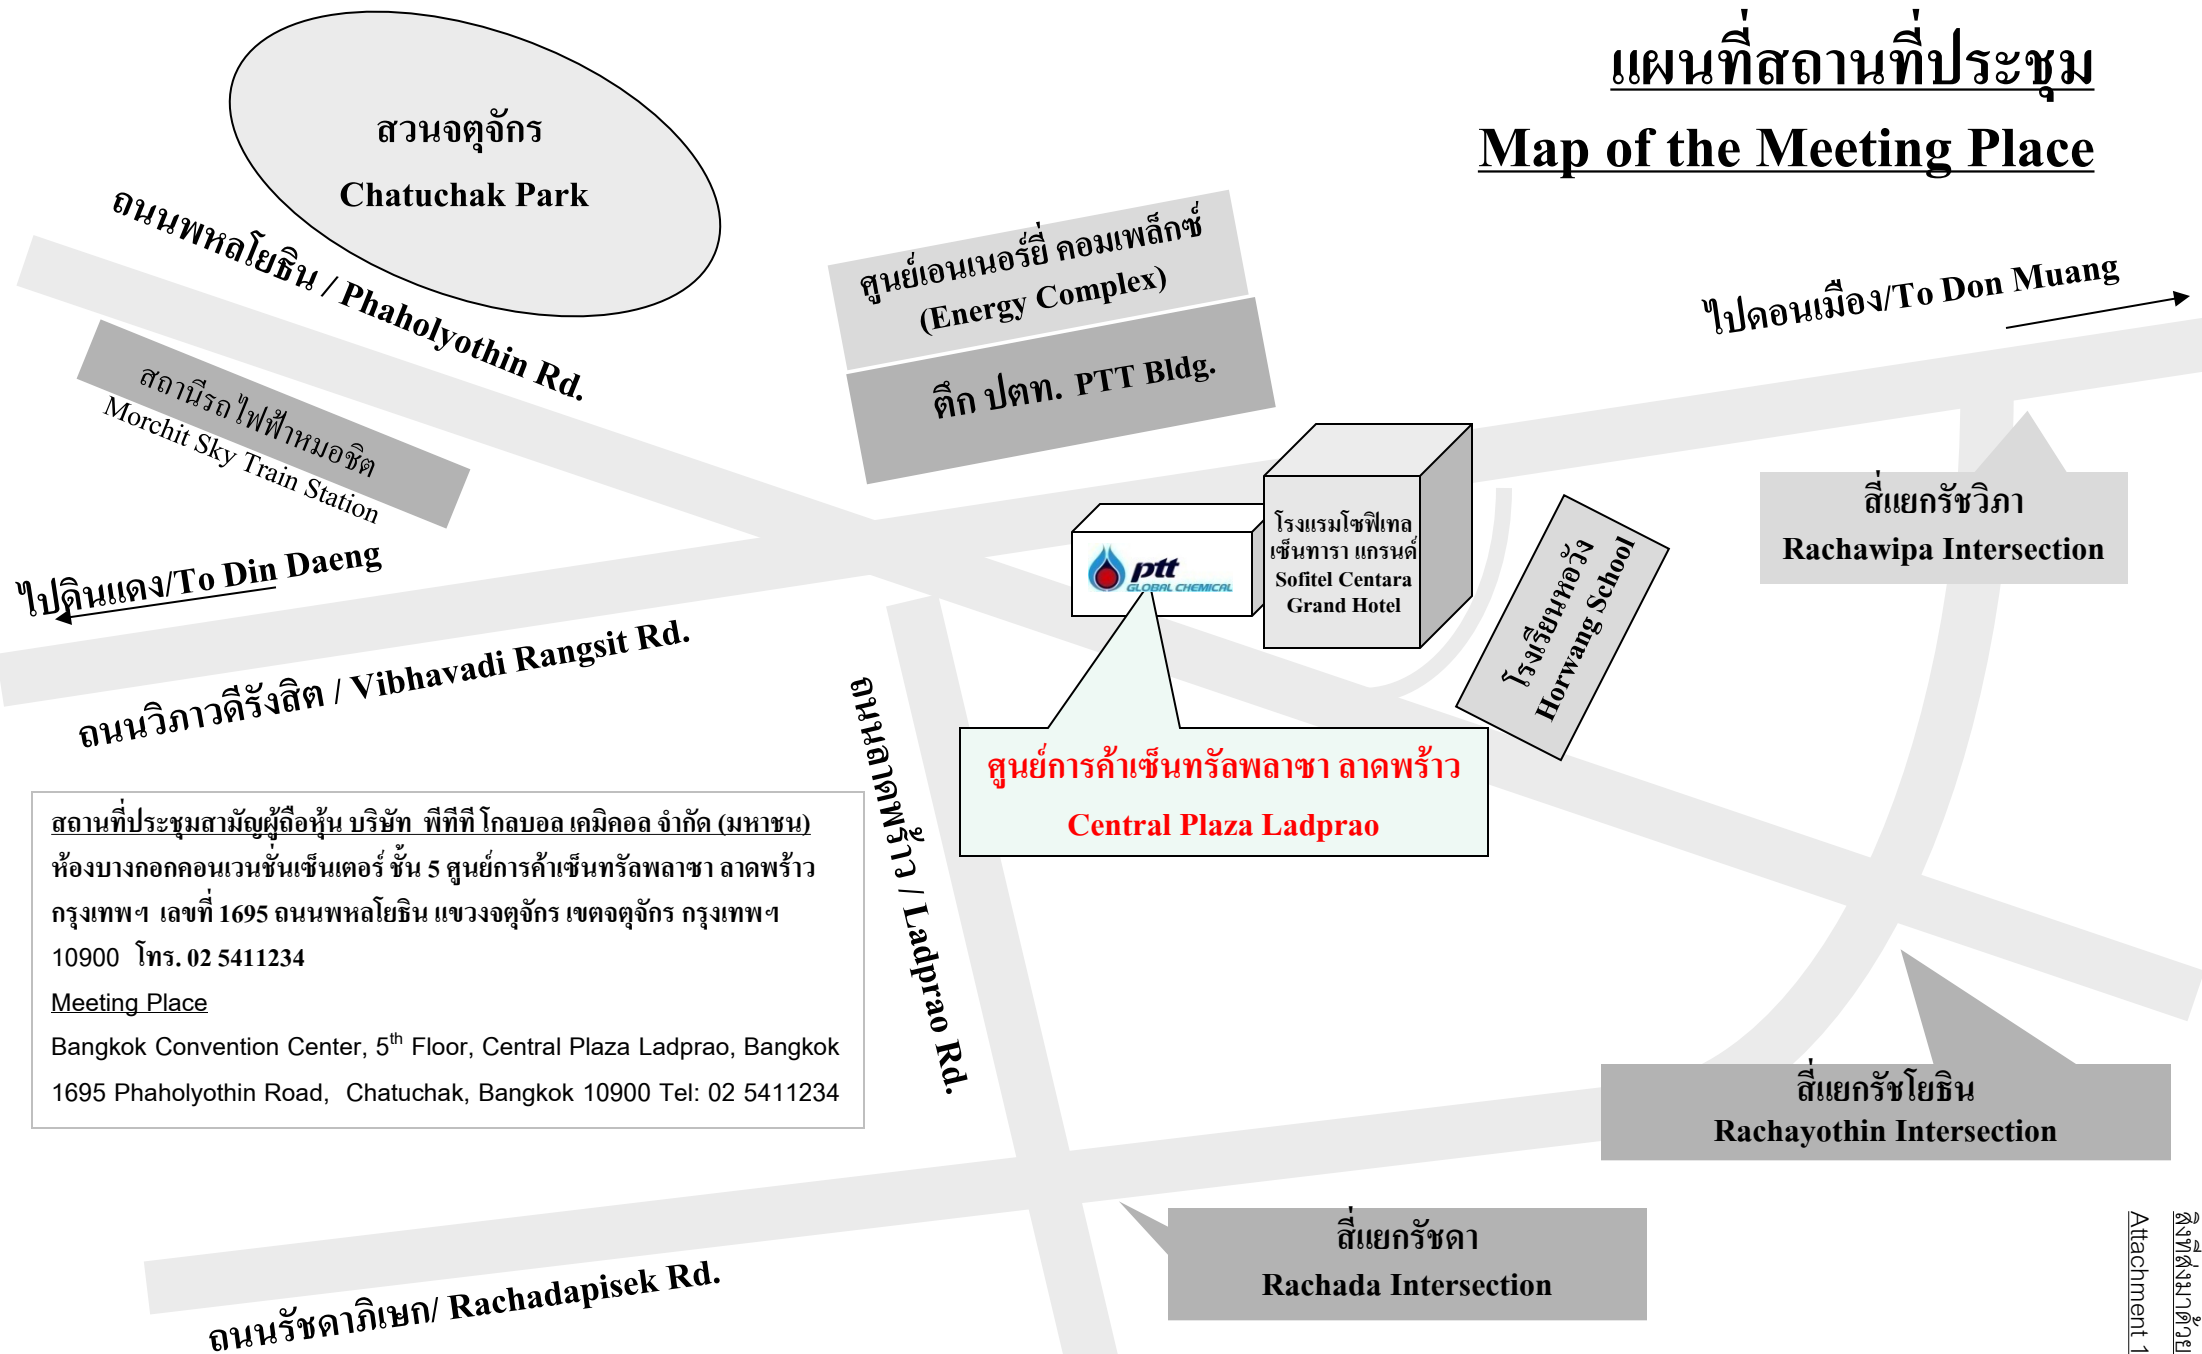 แผนที่สถานที่ประชุม
Map of the Meeting Place
สวนจตุจักร
Chatuchak Park
ถนนพหลโยธิน / Phaholyothin Rd.
ศูนย์เอนเนอร์ยี่ คอมเพล็กซ์
(Energy Complex)
ตึก ปตท. PTT Bldg.
ไปดอนเมือง/To Don Muang
สถานีรถไฟฟ้าหมอชิต
Morchit Sky Train Station
โรงแรมโซฟิเทล
เซ็นทารา แกรนด์
Sofitel Centara
Grand Hotel
ptt
GLOBAL CHEMICAL
โรงเรียนหอวัง
Horwang School
สี่แยกรัชวิภา
Rachawipa Intersection
ไปดินแดง/To Din Daeng
ถนนวิภาวดีรังสิต / Vibhavadi Rangsit Rd.
ถนนลาดพร้าว / Ladprao Rd.
ศูนย์การค้าเซ็นทรัลพลาซา ลาดพร้าว
Central Plaza Ladprao
สถานที่ประชุมสามัญผู้ถือหุ้น บริษัท พีทีที โกลบอล เคมิคอล จำกัด (มหาชน)
ห้องบางกอกคอนเวนชั่นเซ็นเตอร์ ชั้น 5 ศูนย์การค้าเซ็นทรัลพลาซา ลาดพร้าว
กรุงเทพฯ เลขที่ 1695 ถนนพหลโยธิน แขวงจตุจักร เขตจตุจักร กรุงเทพฯ
10900 โทร. 02 5411234
Meeting Place
Bangkok Convention Center, 5th Floor, Central Plaza Ladprao, Bangkok
1695 Phaholyothin Road, Chatuchak, Bangkok 10900 Tel: 02 5411234
สี่แยกรัชโยธิน
Rachayothin Intersection
สี่แยกรัชดา
Rachada Intersection
ถนนรัชดาภิเษก/ Rachadapisek Rd.
สิ่งที่ส่งมาด้วย
Attachment 1